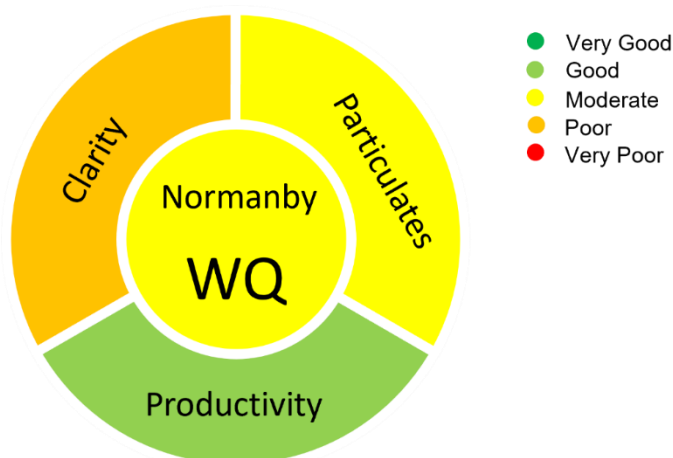 Clarity
Particulates
Normanby
WQ
Productivity
Very Good
Good
Moderate
Poor
Very Poor